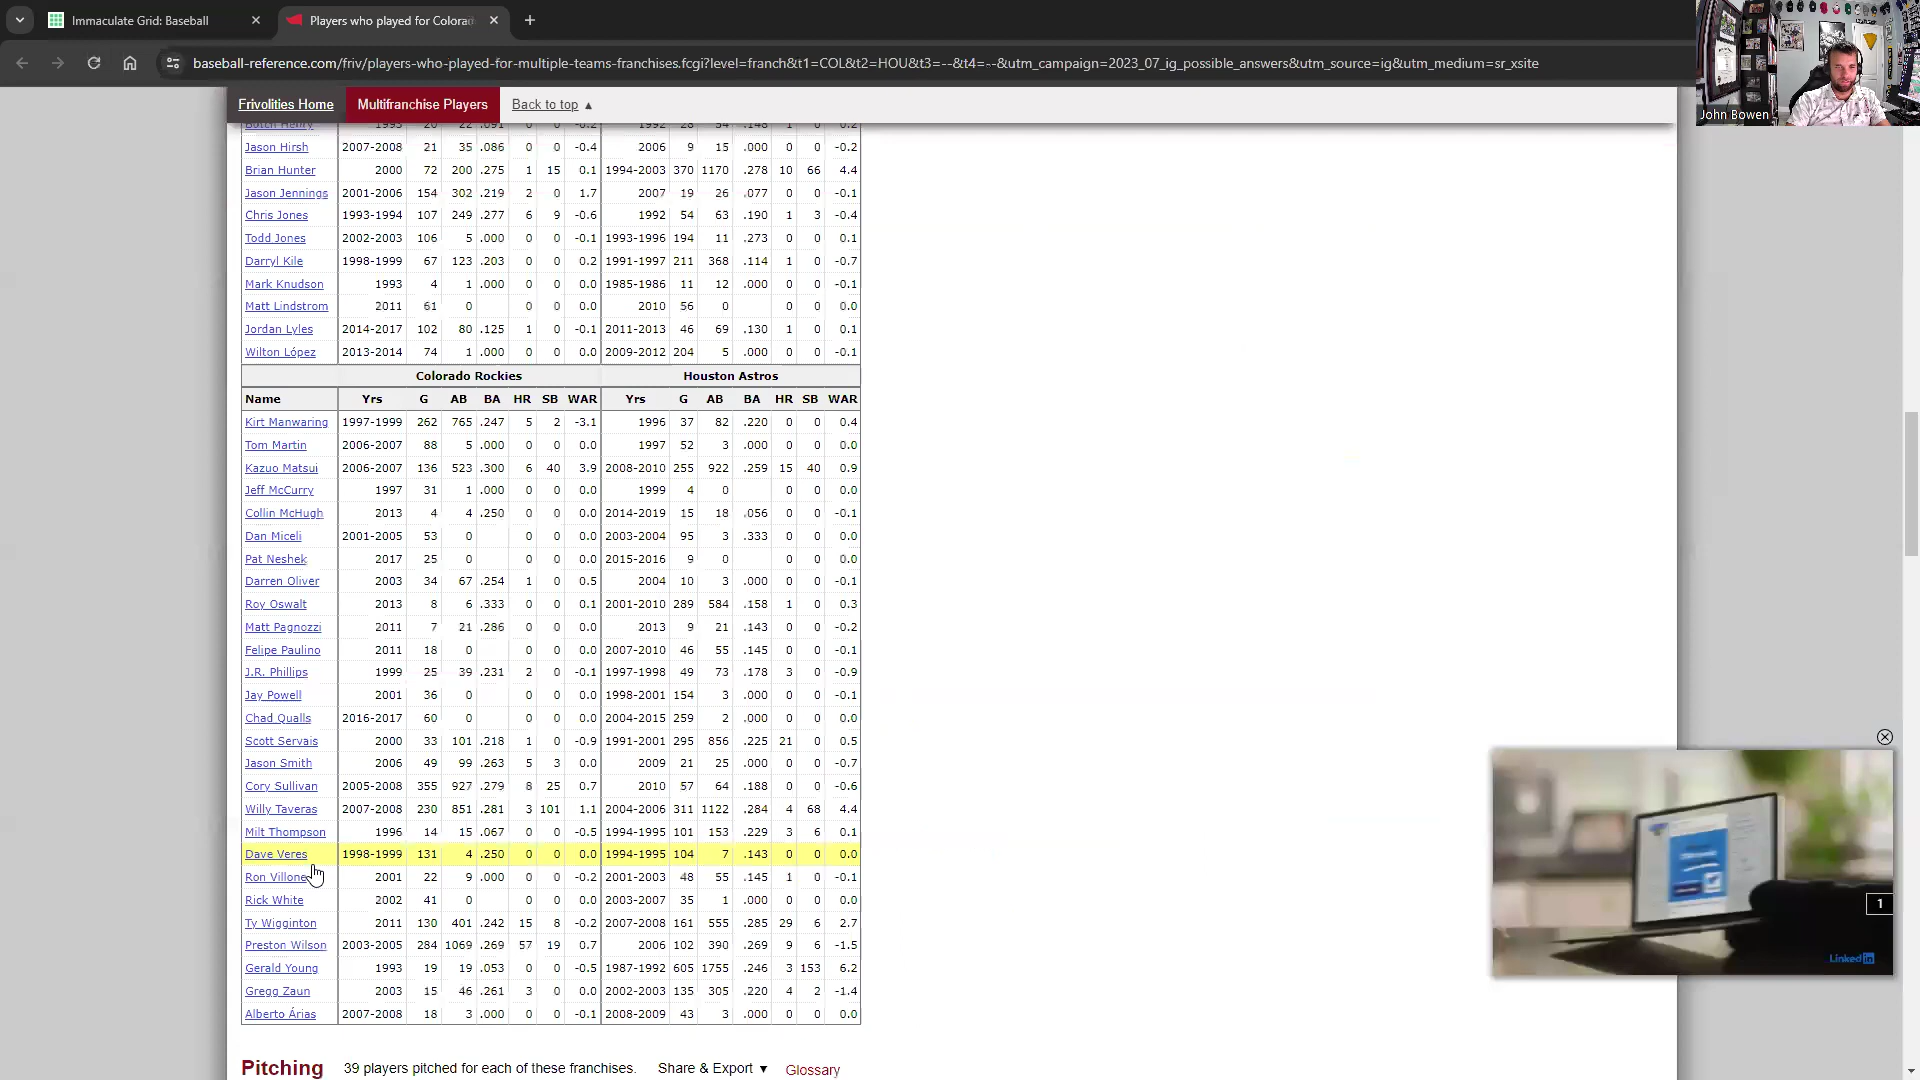 Immaculate Grid: Baseball
Players who played for Colorad
baseball-reference.com/friv/players-who-played-for-multiple-teams-franchises.fcgi?level=franch&t1=COL&t2=HOU&t3=--&t4=--&utm_campaign=2023_07_ig_possible_answers&utm_source=ig&utm_medium=sr_xsite
John Bowen
Frivolities Home Multifranchise Players Back to top ▲
Butch Henry 1993 20 22 .091 0 0 -0.2 1992 28 54 .148 1 0 0.2
Jason Hirsh 2007-2008 21 35 .086 0 0 -0.4 2006 9 15 .000 0 0 -0.2
Brian Hunter 2000 72 200 .275 1 15 0.1 1994-2003 370 1170 .278 10 66 4.4
Jason Jennings 2001-2006 154 302 .219 2 0 1.7 2007 19 26 .077 0 0 -0.1
Chris Jones 1993-1994 107 249 .277 6 9 -0.6 1992 54 63 .190 1 3 -0.4
Todd Jones 2002-2003 106 5 .000 0 0 -0.1 1993-1996 194 11 .273 0 0 0.1
Darryl Kile 1998-1999 67 123 .203 0 0 0.2 1991-1997 211 368 .114 1 0 -0.7
Mark Knudson 1993 4 1 .000 0 0 0.0 1985-1986 11 12 .000 0 0 -0.1
Matt Lindstrom 2011 61 0 0 0 0.0 2010 56 0 0 0 0.0
Jordan Lyles 2014-2017 102 80 .125 1 0 -0.1 2011-2013 46 69 .130 1 0 0.1
Wilton López 2013-2014 74 1 .000 0 0 0.0 2009-2012 204 5 .000 0 0 -0.1
Colorado Rockies Houston Astros
Name Yrs G AB BA HR SB WAR Yrs G AB BA HR SB WAR
Kirt Manwaring 1997-1999 262 765 .247 5 2 -3.1 1996 37 82 .220 0 0 0.4
Tom Martin 2006-2007 88 5 .000 0 0 0.0 1997 52 3 .000 0 0 0.0
Kazuo Matsui 2006-2007 136 523 .300 6 40 3.9 2008-2010 255 922 .259 15 40 0.9
Jeff McCurry 1997 31 1 .000 0 0 0.0 1999 4 0 0 0 0.0
Collin McHugh 2013 4 4 .250 0 0 0.0 2014-2019 15 18 .056 0 0 -0.1
Dan Miceli 2001-2005 53 0 0 0 0.0 2003-2004 95 3 .333 0 0 0.0
Pat Neshek 2017 25 0 0 0 0.0 2015-2016 9 0 0 0 0.0
Darren Oliver 2003 34 67 .254 1 0 0.5 2004 10 3 .000 0 0 -0.1
Roy Oswalt 2013 8 6 .333 0 0 0.1 2001-2010 289 584 .158 1 0 0.3
Matt Pagnozzi 2011 7 21 .286 0 0 0.0 2013 9 21 .143 0 0 -0.2
Felipe Paulino 2011 18 0 0 0 0.0 2007-2010 46 55 .145 0 0 -0.1
J.R. Phillips 1999 25 39 .231 2 0 -0.1 1997-1998 49 73 .178 3 0 -0.9
Jay Powell 2001 36 0 0 0 0.0 1998-2001 154 3 .000 0 0 -0.1
Chad Qualls 2016-2017 60 0 0 0 0.0 2004-2015 259 2 .000 0 0 0.0
Scott Servais 2000 33 101 .218 1 0 -0.9 1991-2001 295 856 .225 21 0 0.5
Jason Smith 2006 49 99 .263 5 3 0.0 2009 21 25 .000 0 0 -0.7
Cory Sullivan 2005-2008 355 927 .279 8 25 0.7 2010 57 64 .188 0 0 -0.6
Willy Taveras 2007-2008 230 851 .281 3 101 1.1 2004-2006 311 1122 .284 4 68 4.4
Milt Thompson 1996 14 15 .067 0 0 -0.5 1994-1995 101 153 .229 3 6 0.1
Dave Veres 1998-1999 131 4 .250 0 0 0.0 1994-1995 104 7 .143 0 0 0.0
Ron Villone 2001 22 9 .000 0 0 -0.2 2001-2003 48 55 .145 1 0 -0.1
Rick White 2002 41 0 0 0 0.0 2003-2007 35 1 .000 0 0 0.0
Ty Wigginton 2011 130 401 .242 15 8 -0.2 2007-2008 161 555 .285 29 6 2.7
Preston Wilson 2003-2005 284 1069 .269 57 19 0.7 2006 102 390 .269 9 6 -1.5
Gerald Young 1993 19 19 .053 0 0 -0.5 1987-1992 605 1755 .246 3 153 6.2
Gregg Zaun 2003 15 46 .261 3 0 0.0 2002-2003 135 305 .220 4 2 -1.4
Alberto Árias 2007-2008 18 3 .000 0 0 -0.1 2008-2009 43 3 .000 0 0 0.0
Pitching 39 players pitched for each of these franchises. Share & Export ▼ Glossary
1
LinkedIn